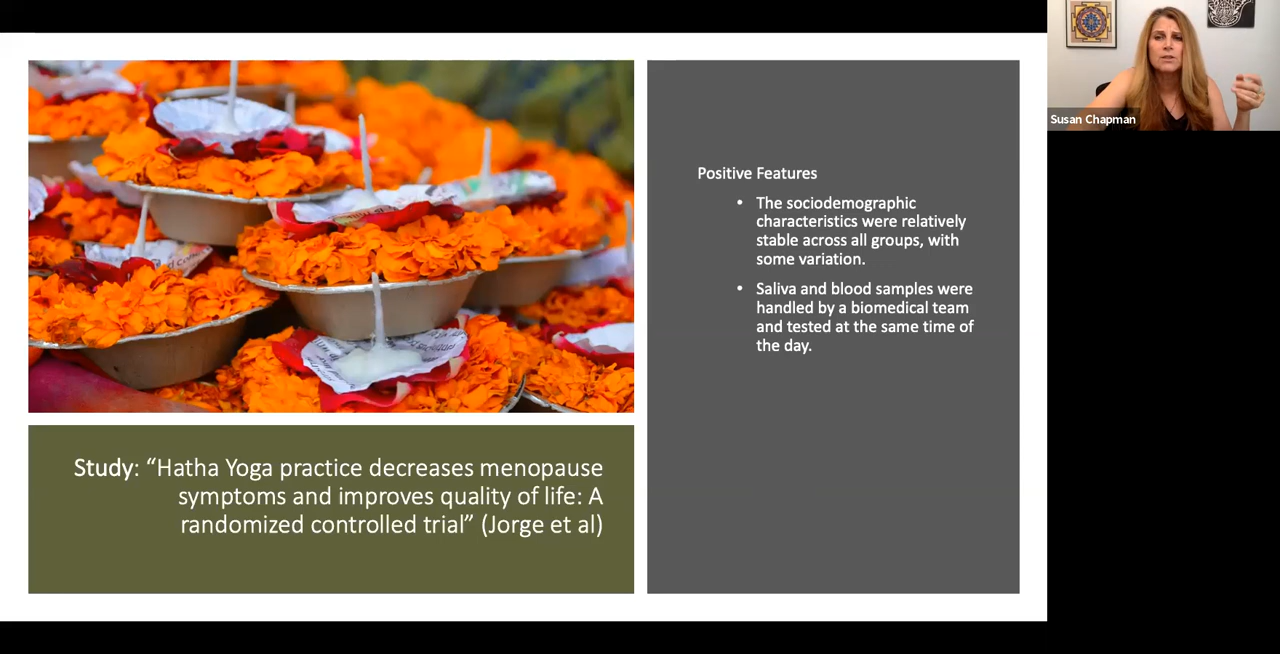 Susan Chapman
Positive Features
• The sociodemographic
characteristics were relatively
stable across all groups, with
some variation.
• Saliva and blood samples were
handled by a biomedical team
and tested at the same time of
the day.
Study: “Hatha Yoga practice decreases menopause
symptoms and improves quality of life: A
randomized controlled trial” (Jorge et al)